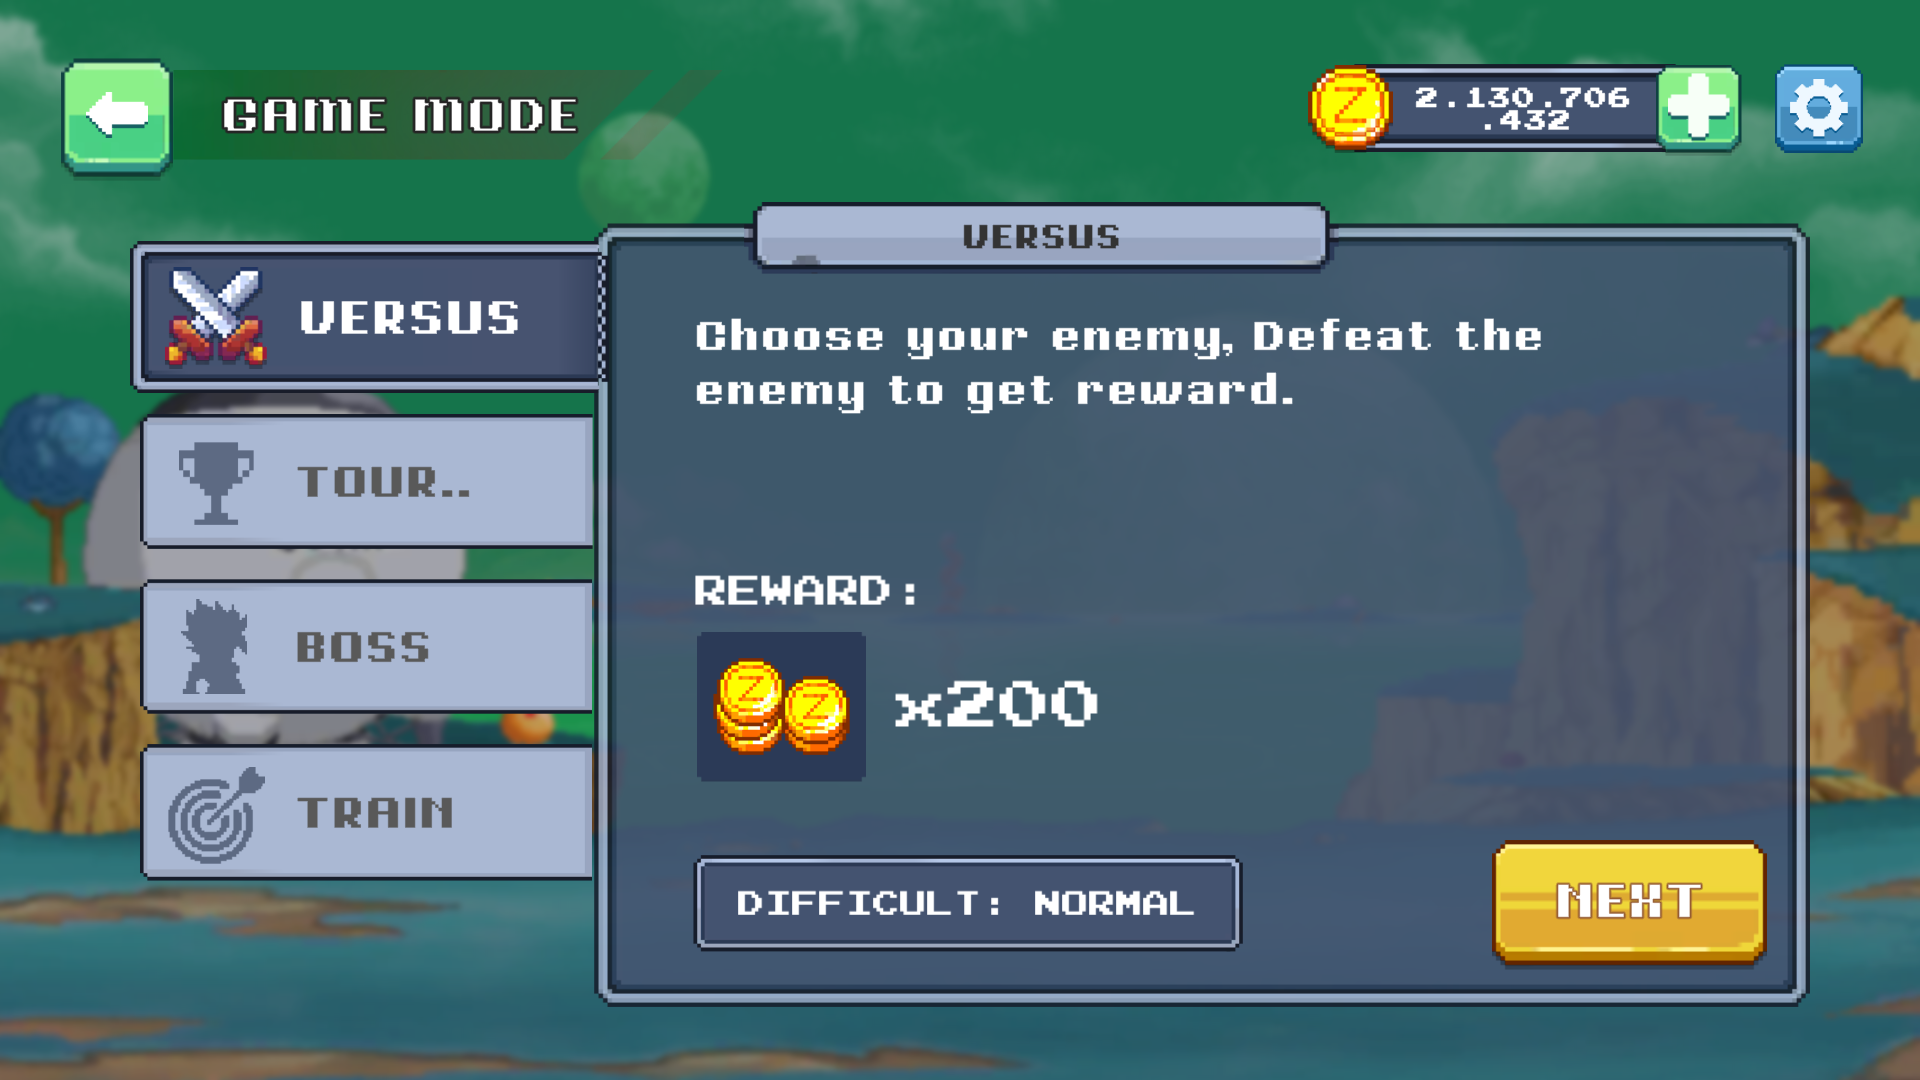 GAME MODE
2.130.706
.432
VERSUS
VERSUS
Choose your enemy, Defeat the
enemy to get reward.
TOUR..
BOSS
TRAIN
REWARD:
x200
DIFFICULT: NORMAL
NEXT